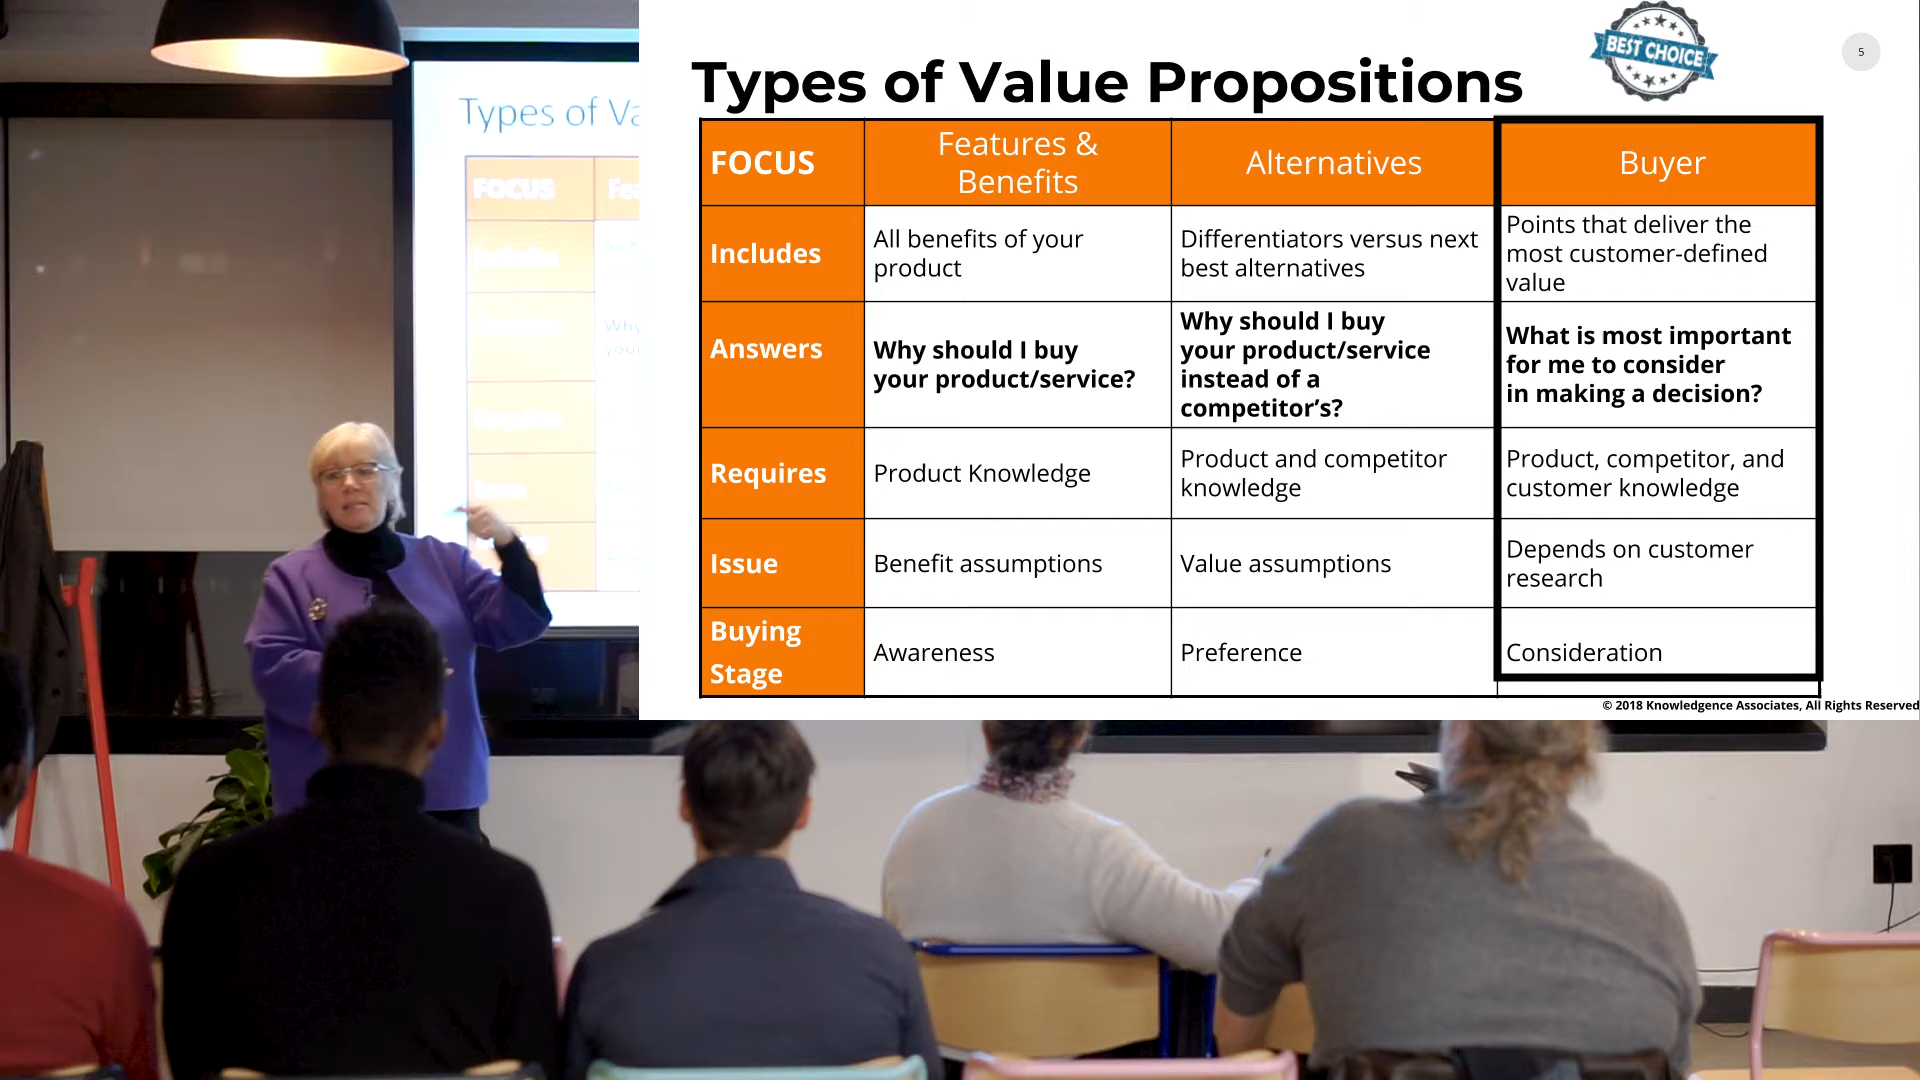 BEST CHOICE
5
Types of Value Propositions
Types of Va
FOCUS
Features &
Benefits
Alternatives
Buyer
FOCUS
Fea
Includes
All benefits of your
product
Differentiators versus next
best alternatives
Points that deliver the
most customer-defined
value
Answers
Why should I buy
your product/service?
Why should I buy
your product/service
instead of a
competitor's?
What is most important
for me to consider
in making a decision?
Why
your
Requires
Product Knowledge
Product and competitor
knowledge
Product, competitor, and
customer knowledge
Issue
Benefit assumptions
Value assumptions
Depends on customer
research
Buying
Stage
Awareness
Preference
Consideration
© 2018 Knowledgence Associates, All Rights Reserved